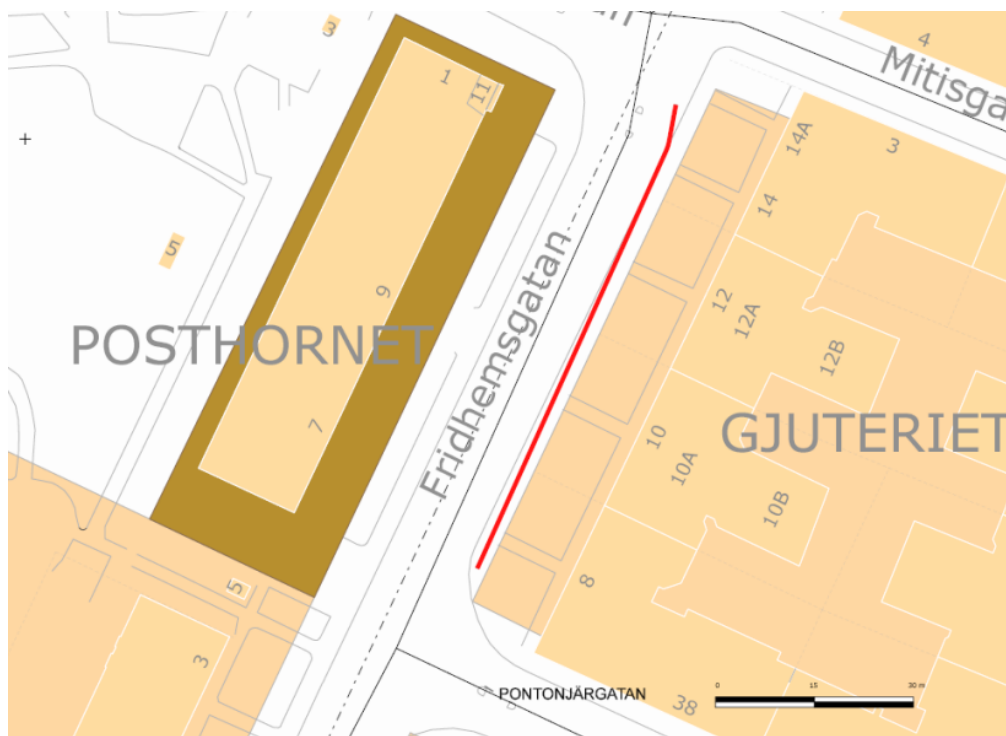 3
4
Mitisga
1
11
14A
3
14
5
12
12A
12B
9
POSTHORNET
Fridhemsgatan
7
10
10A
10B
GJUTERIET
8
5
3
PONTONJÄRGATAN
38
0 15 30 m